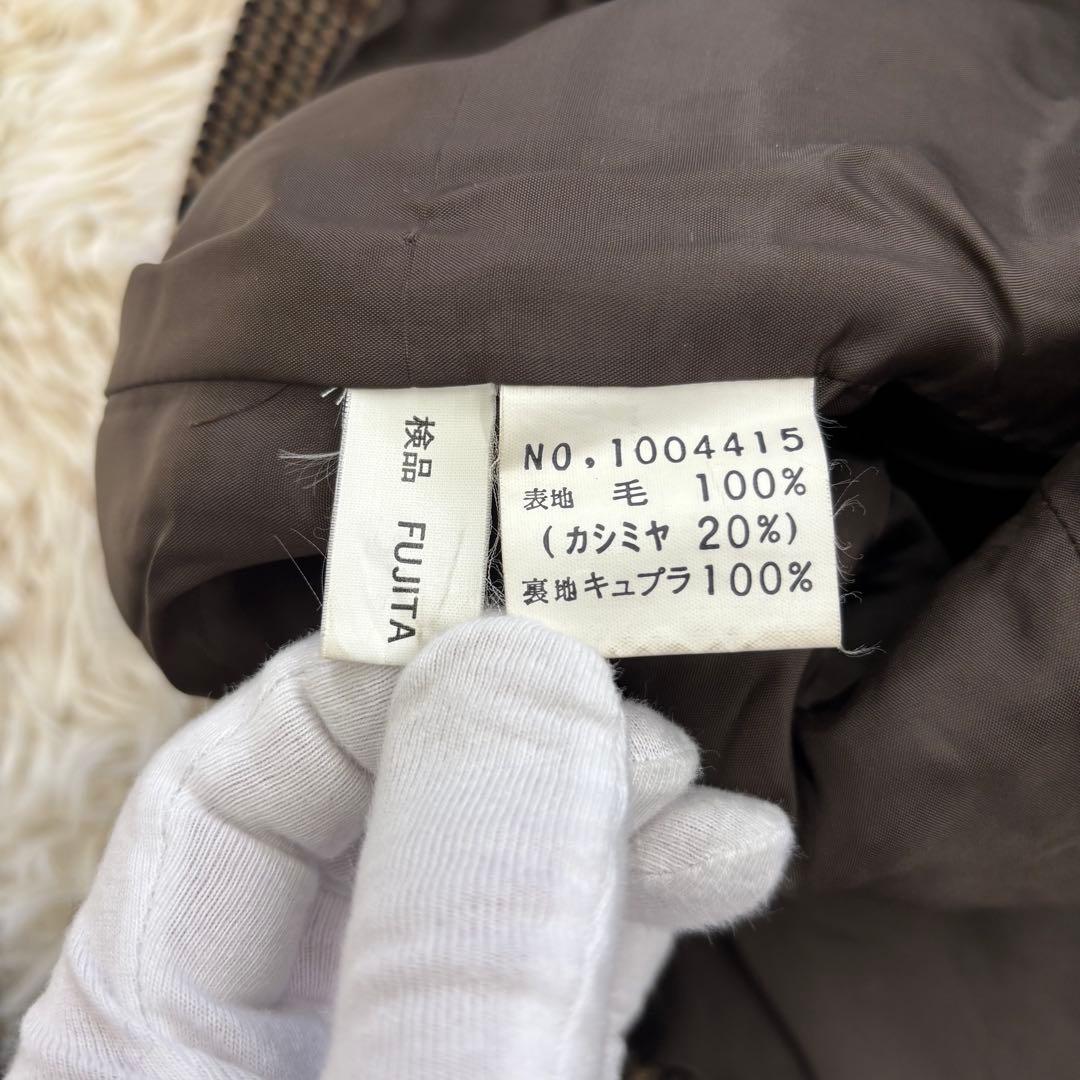 検品 FUJITA
NO,1004415
表地 毛 100%
(カシミヤ 20%)
裏地キュプラ100%